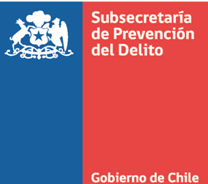 Subsecretaría
de Prevención
del Delito
Gobierno de Chile